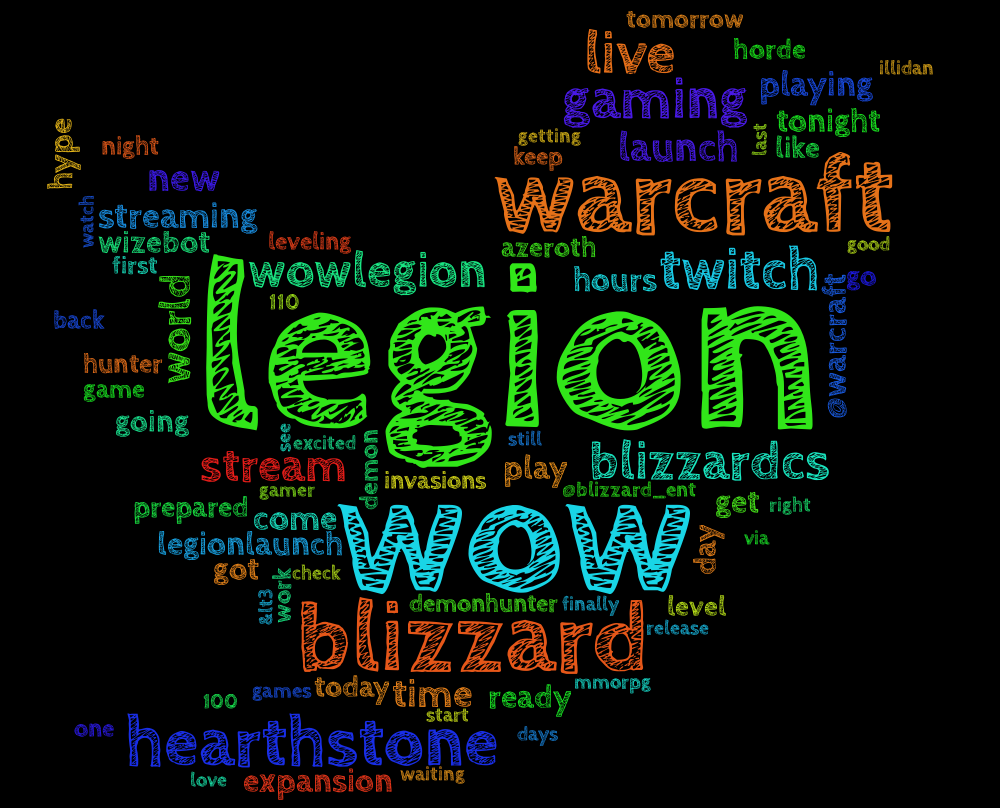 tomorrow
live
horde
illidan
gaming
playing
tonight
getting
launch
last
like
keep
hype
night
new
warcraft
watch
streaming
wizebot
leveling
azeroth
good
first
wowlegion
hours
twitch
go
110
world
@warcraft
back
legion
hunter
game
going
see
excited
still
stream
demon
invasions
play
blizzardcs
gamer
@blizzard_ent
get
right
prepared
come
wow
legionlaunch
day
via
got
work
check
&lt3
demonhunter
finally
level
blizzard
release
mmorpg
100
games
today
time
ready
start
one
hearthstone
days
love
expansion
waiting